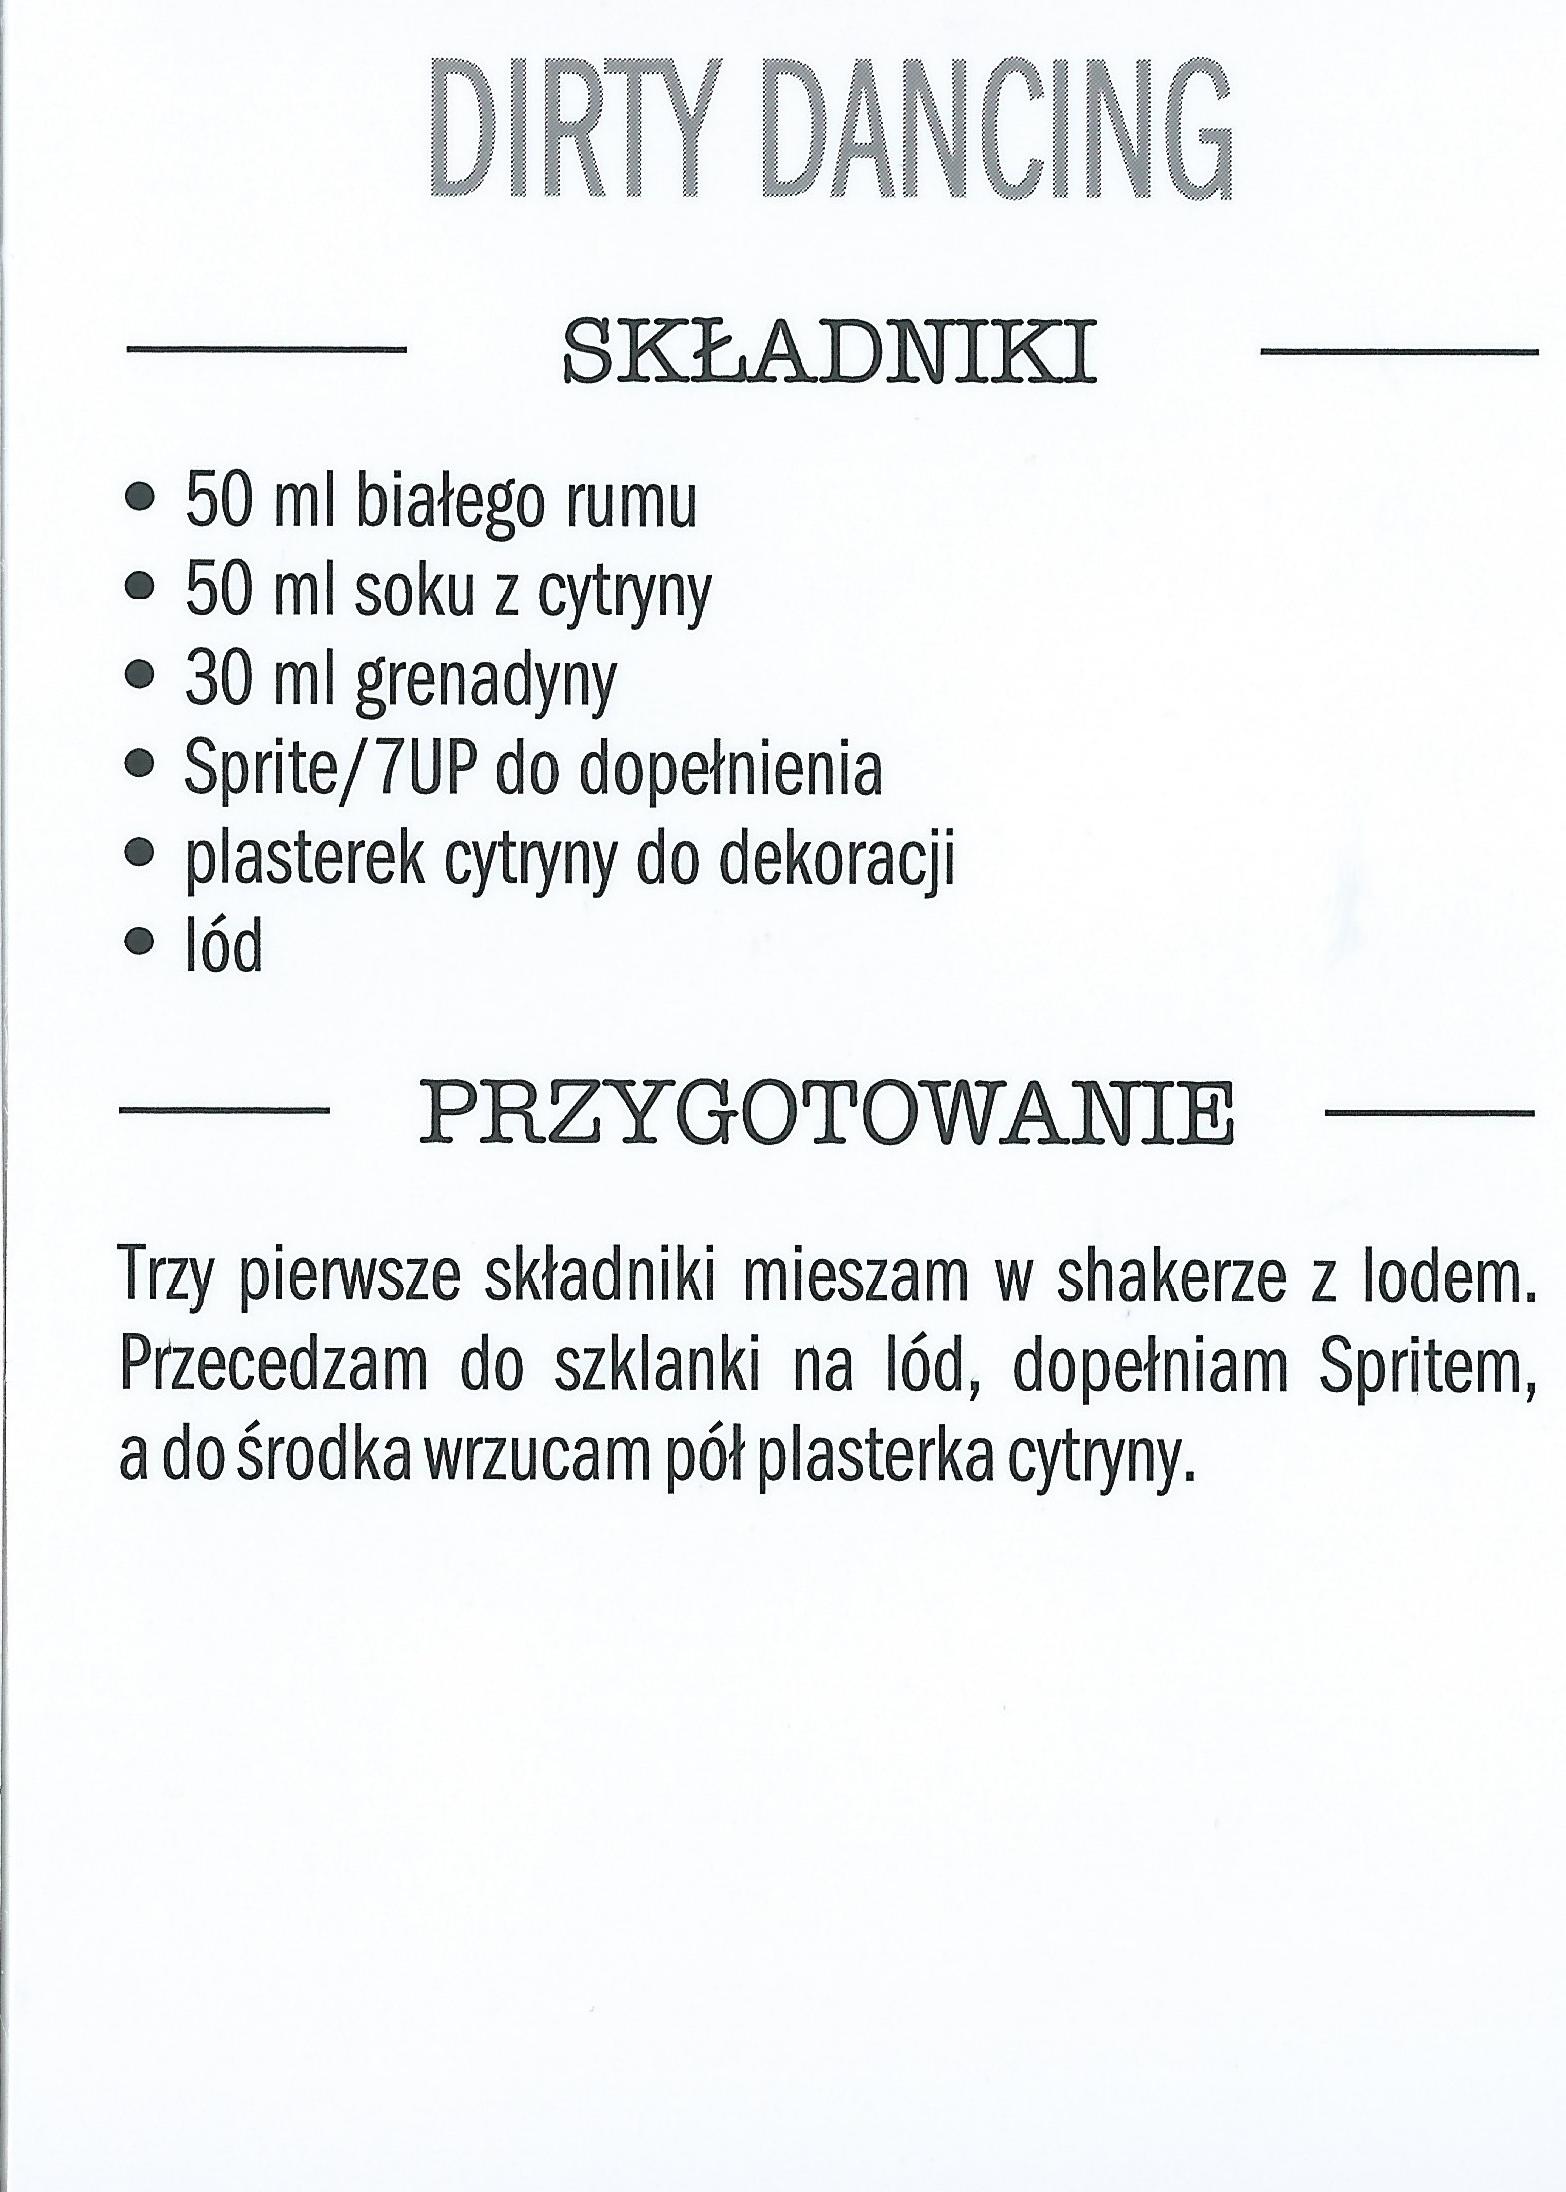 DIRTY DANCING
SKŁADNIKI
• 50 ml białego rumu
• 50 ml soku z cytryny
• 30 ml grenadyny
• Sprite/7UP do dopełnienia
• plasterek cytryny do dekoracji
• lód
PRZYGOTOWANIE
Trzy pierwsze składniki mieszam w shakerze z lodem.
Przecedzam do szklanki na lód, dopełniam Spritem,
a do środka wrzucam pół plasterka cytryny.